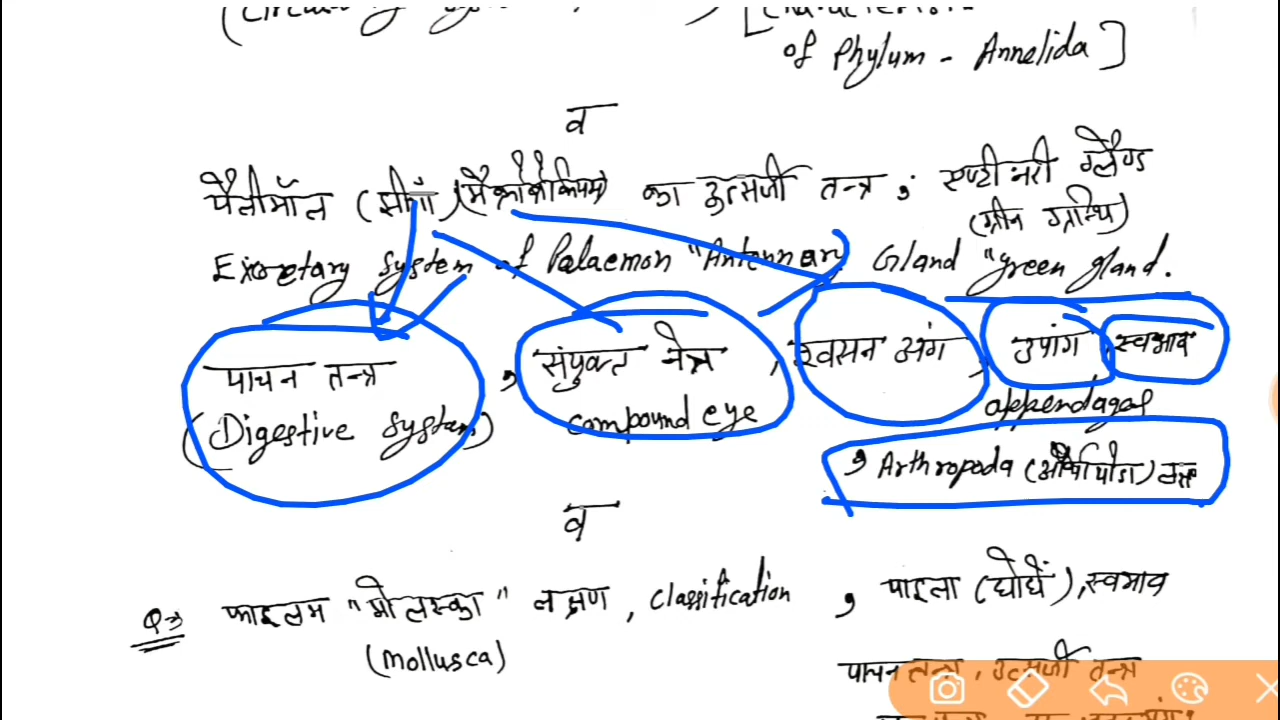 of Phylum - Annelida ]
व
पैलीमॉन (झींगा) का उत्सर्जी तन्त्र ; एण्टीनरी ग्लैण्ड
(ग्रीन ग्रन्थि)
Excretary system of Palaemon "Antennary Gland "green gland.
पाचन तन्त्र , संयुक्त नेत्र , श्वसन अंग , उपांग , स्वभाव
(Digestive system) compound eye appendages
, Arthropoda (आर्थोपोडा)
व
Q→ फाइलम "मोलस्का" लक्षण , classification , पाइला (घोंघें), स्वभाव
(Mollusca)
पाचन तन्त्र , उत्सर्जी तन्त्र